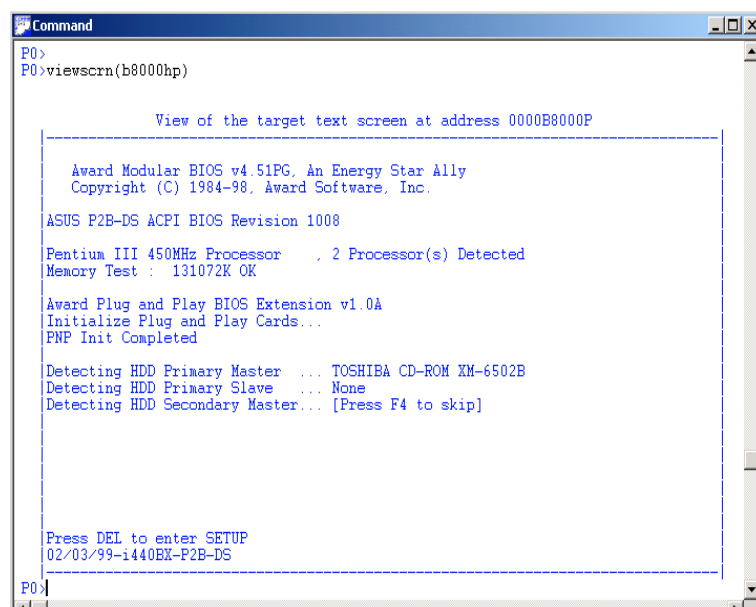 Command
P0>
P0>viewscrn(b8000hp)
View of the target text screen at address 0000B8000P
|--------------------------------------------------------------------------------|
Award Modular BIOS v4.51PG, An Energy Star Ally
Copyright (C) 1984-98, Award Software, Inc.
ASUS P2B-DS ACPI BIOS Revision 1008
Pentium III 450MHz Processor , 2 Processor(s) Detected
Memory Test : 131072K OK
Award Plug and Play BIOS Extension v1.0A
Initialize Plug and Play Cards...
PNP Init Completed
Detecting HDD Primary Master ... TOSHIBA CD-ROM XM-6502B
Detecting HDD Primary Slave ... None
Detecting HDD Secondary Master... [Press F4 to skip]
Press DEL to enter SETUP
02/03/99-i440BX-P2B-DS
|--------------------------------------------------------------------------------|
P0>